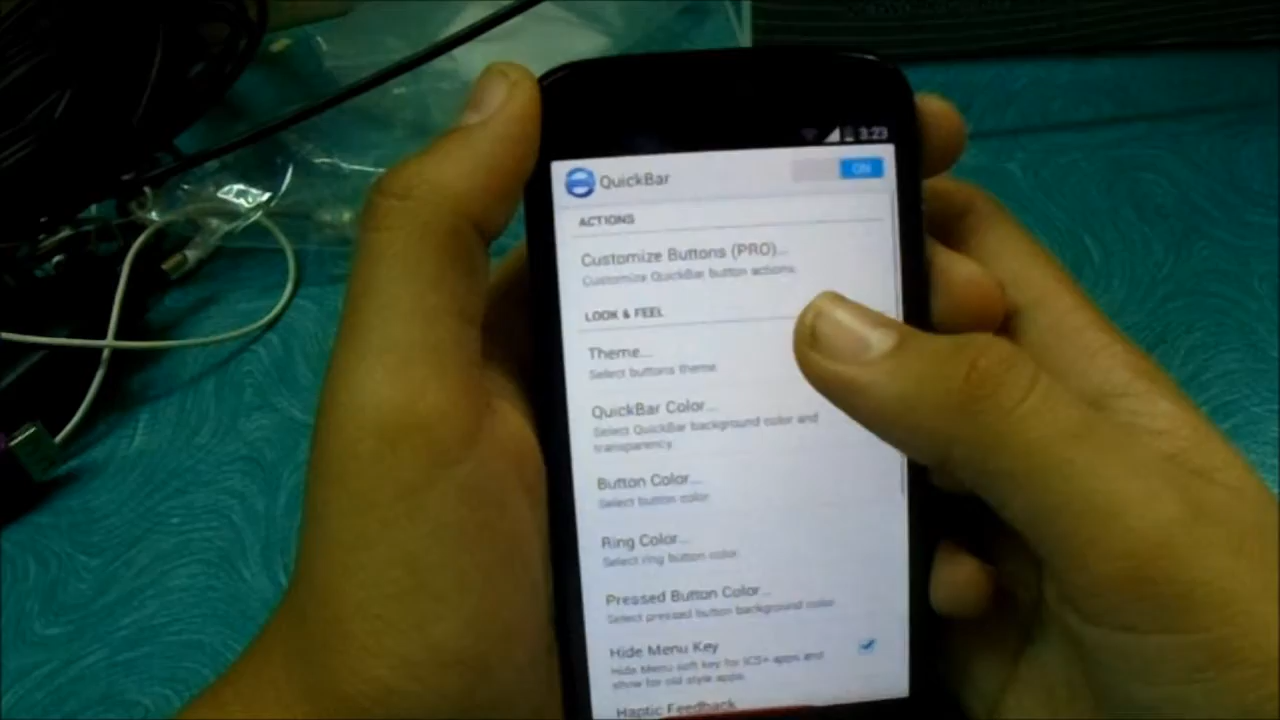 3:23
QuickBar
ON
ACTIONS
Customize Buttons (PRO)...
Customize QuickBar button actions.
LOOK & FEEL
Theme...
Select buttons theme
QuickBar Color...
Select QuickBar background color and
transparency.
Button Color...
Select button color
Ring Color...
Select ring button color
Pressed Button Color...
Select pressed button background color
Hide Menu Key
Hide Menu soft key for ICS+ apps and
show for old style apps.
Haptic Feedback